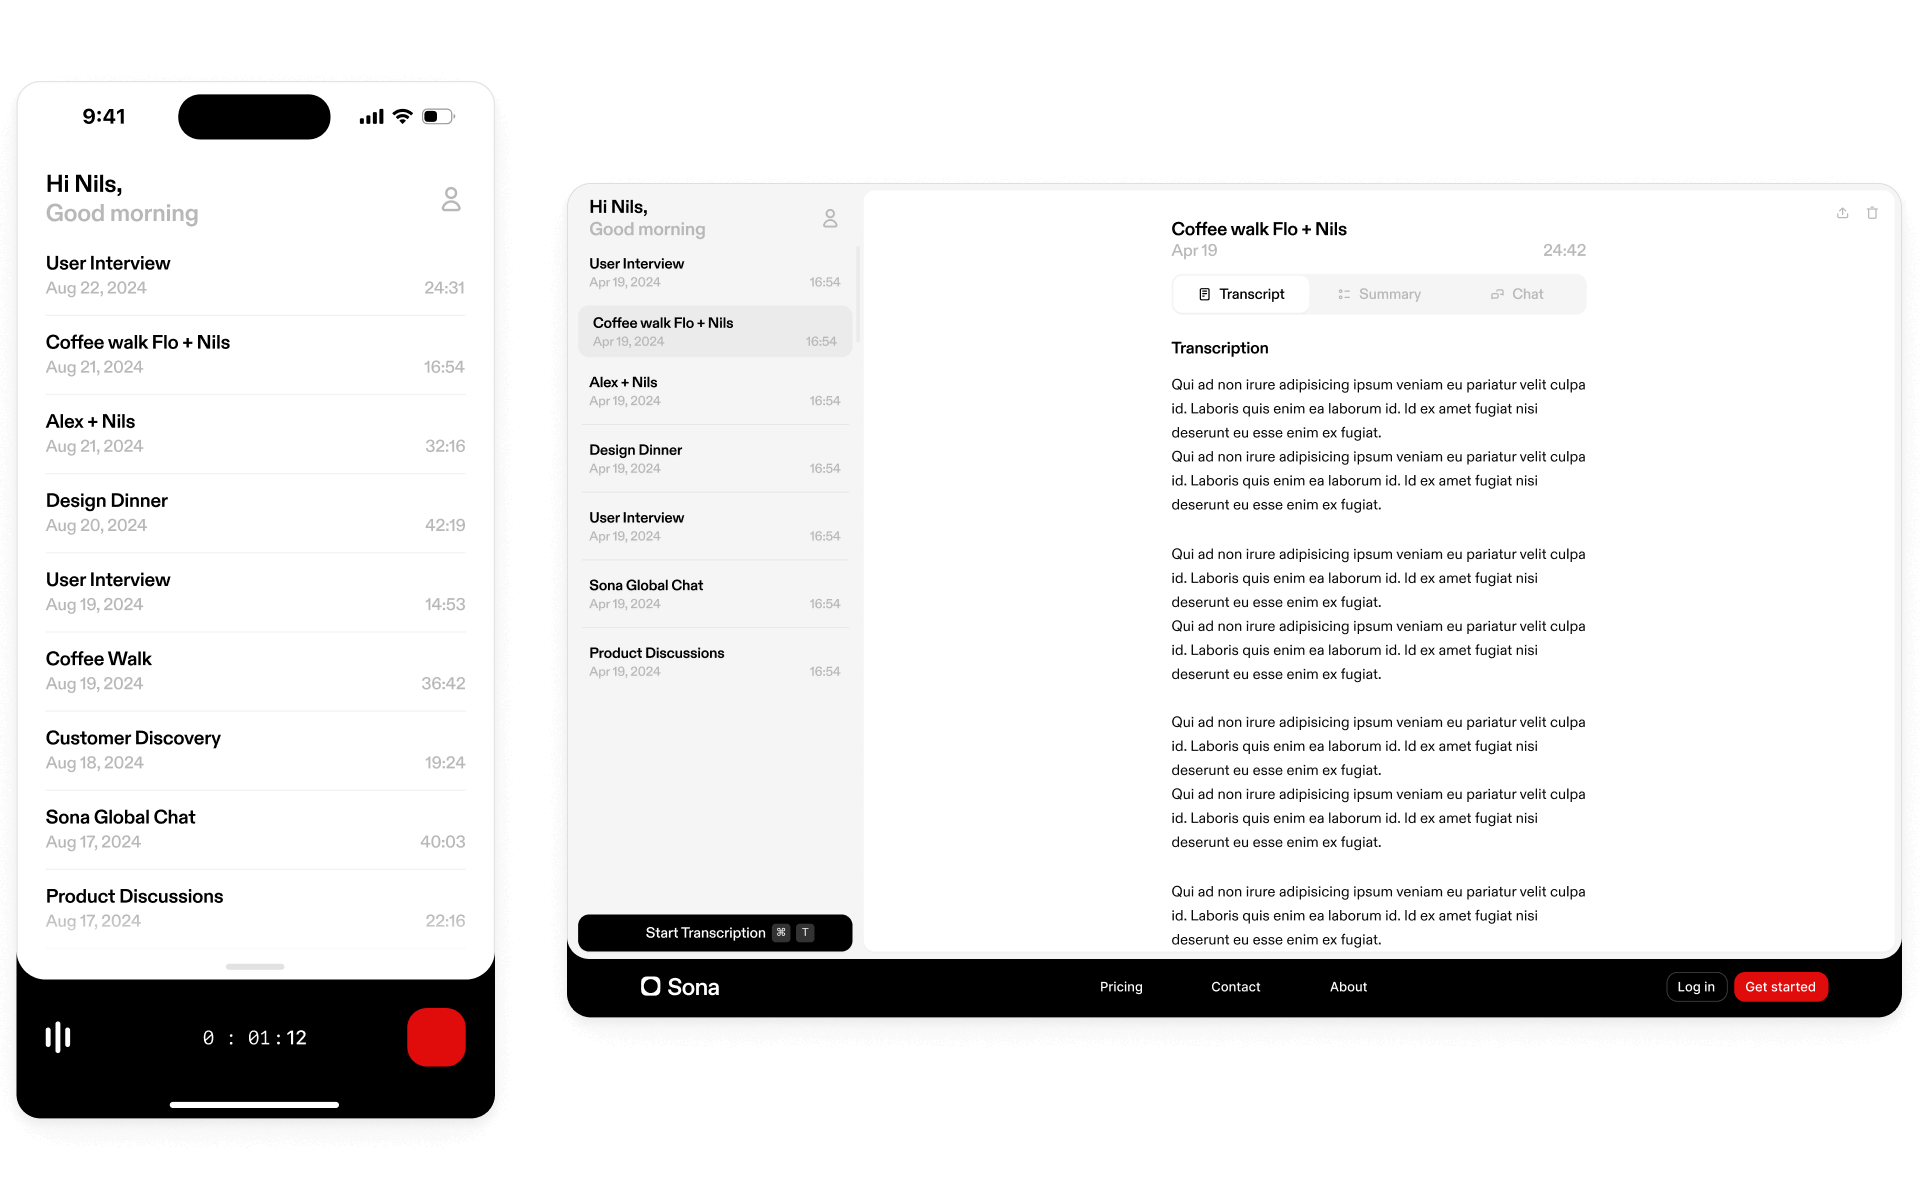 9:41
Hi Nils,
Good morning
User Interview
Aug 22, 2024 24:31
Coffee walk Flo + Nils
Aug 21, 2024 16:54
Alex + Nils
Aug 21, 2024 32:16
Design Dinner
Aug 20, 2024 42:19
User Interview
Aug 19, 2024 14:53
Coffee Walk
Aug 19, 2024 36:42
Customer Discovery
Aug 18, 2024 19:24
Sona Global Chat
Aug 17, 2024 40:03
Product Discussions
Aug 17, 2024 22:16
0 : 01:12
Hi Nils,
Good morning
User Interview
Apr 19, 2024 16:54
Coffee walk Flo + Nils
Apr 19, 2024 16:54
Alex + Nils
Apr 19, 2024 16:54
Design Dinner
Apr 19, 2024 16:54
User Interview
Apr 19, 2024 16:54
Sona Global Chat
Apr 19, 2024 16:54
Product Discussions
Apr 19, 2024 16:54
Start Transcription ⌘ T
Coffee walk Flo + Nils
Apr 19 24:42
Transcript Summary Chat
Transcription
Qui ad non irure adipisicing ipsum veniam eu pariatur velit culpa
id. Laboris quis enim ea laborum id. Id ex amet fugiat nisi
deserunt eu esse enim ex fugiat.
Qui ad non irure adipisicing ipsum veniam eu pariatur velit culpa
id. Laboris quis enim ea laborum id. Id ex amet fugiat nisi
deserunt eu esse enim ex fugiat.
Qui ad non irure adipisicing ipsum veniam eu pariatur velit culpa
id. Laboris quis enim ea laborum id. Id ex amet fugiat nisi
deserunt eu esse enim ex fugiat.
Qui ad non irure adipisicing ipsum veniam eu pariatur velit culpa
id. Laboris quis enim ea laborum id. Id ex amet fugiat nisi
deserunt eu esse enim ex fugiat.
Qui ad non irure adipisicing ipsum veniam eu pariatur velit culpa
id. Laboris quis enim ea laborum id. Id ex amet fugiat nisi
deserunt eu esse enim ex fugiat.
Qui ad non irure adipisicing ipsum veniam eu pariatur velit culpa
id. Laboris quis enim ea laborum id. Id ex amet fugiat nisi
deserunt eu esse enim ex fugiat.
Qui ad non irure adipisicing ipsum veniam eu pariatur velit culpa
id. Laboris quis enim ea laborum id. Id ex amet fugiat nisi
deserunt eu esse enim ex fugiat.
Sona Pricing Contact About Log in Get started